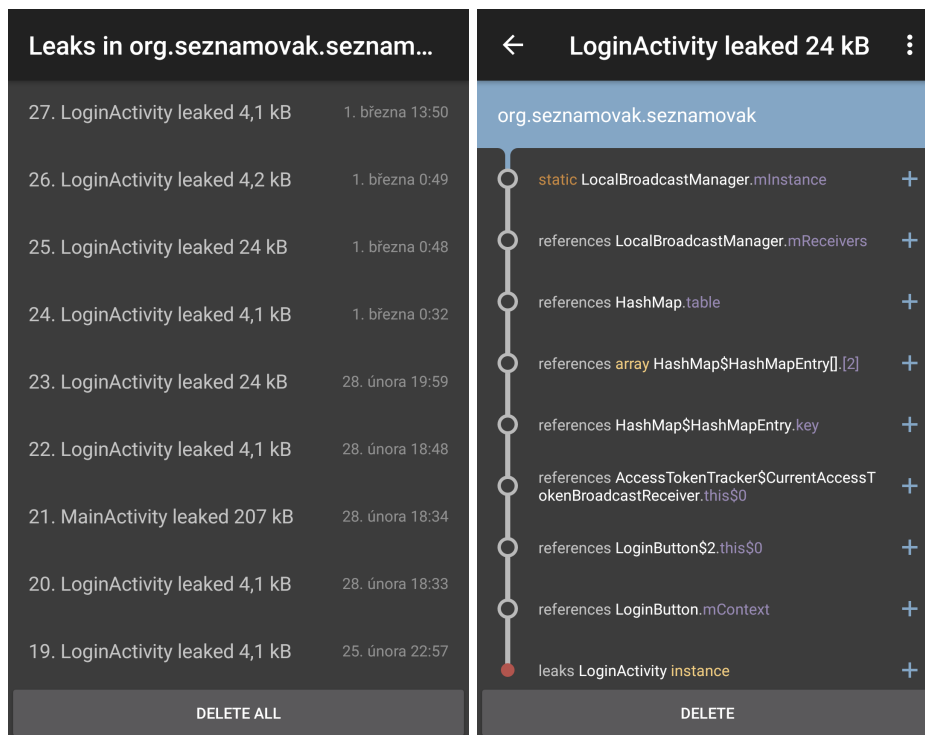 Leaks in org.seznamovak.seznam...
27. LoginActivity leaked 4,1 kB 1. března 13:50
26. LoginActivity leaked 4,2 kB 1. března 0:49
25. LoginActivity leaked 24 kB 1. března 0:48
24. LoginActivity leaked 4,1 kB 1. března 0:32
23. LoginActivity leaked 24 kB 28. února 19:59
22. LoginActivity leaked 4,1 kB 28. února 18:48
21. MainActivity leaked 207 kB 28. února 18:34
20. LoginActivity leaked 4,1 kB 28. února 18:33
19. LoginActivity leaked 4,1 kB 25. února 22:57
DELETE ALL
LoginActivity leaked 24 kB
org.seznamovak.seznamovak
static LocalBroadcastManager.mInstance
references LocalBroadcastManager.mReceivers
references HashMap.table
references array HashMap$HashMapEntry[].[2]
references HashMap$HashMapEntry.key
references AccessTokenTracker$CurrentAccessT
okenBroadcastReceiver.this$0
references LoginButton$2.this$0
references LoginButton.mContext
leaks LoginActivity instance
DELETE